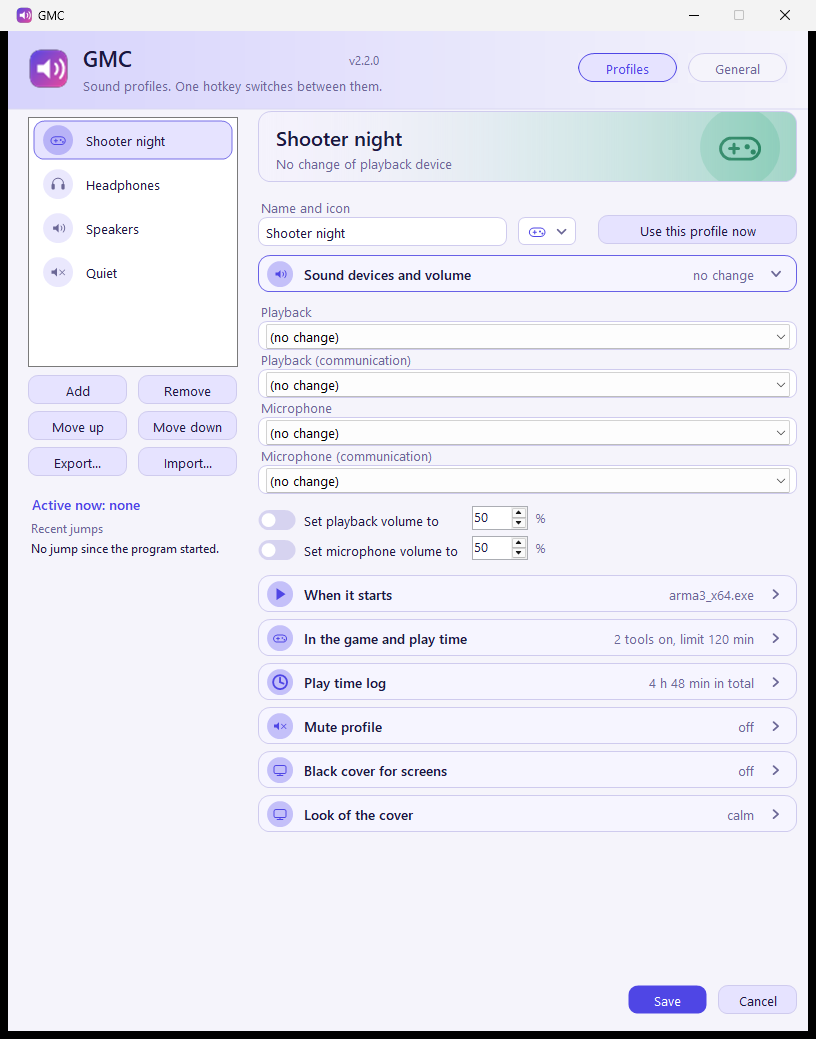 GMC
GMC
v2.2.0
Sound profiles. One hotkey switches between them.
Profiles
General
Shooter night
Headphones
Speakers
Quiet
Add
Remove
Move up
Move down
Export...
Import...
Active now: none
Recent jumps
No jump since the program started.
Shooter night
No change of playback device
Name and icon
Shooter night
Use this profile now
Sound devices and volume
no change
Playback
(no change)
Playback (communication)
(no change)
Microphone
(no change)
Microphone (communication)
(no change)
Set playback volume to
50
%
Set microphone volume to
50
%
When it starts
arma3_x64.exe
In the game and play time
2 tools on, limit 120 min
Play time log
4 h 48 min in total
Mute profile
off
Black cover for screens
off
Look of the cover
calm
Save
Cancel